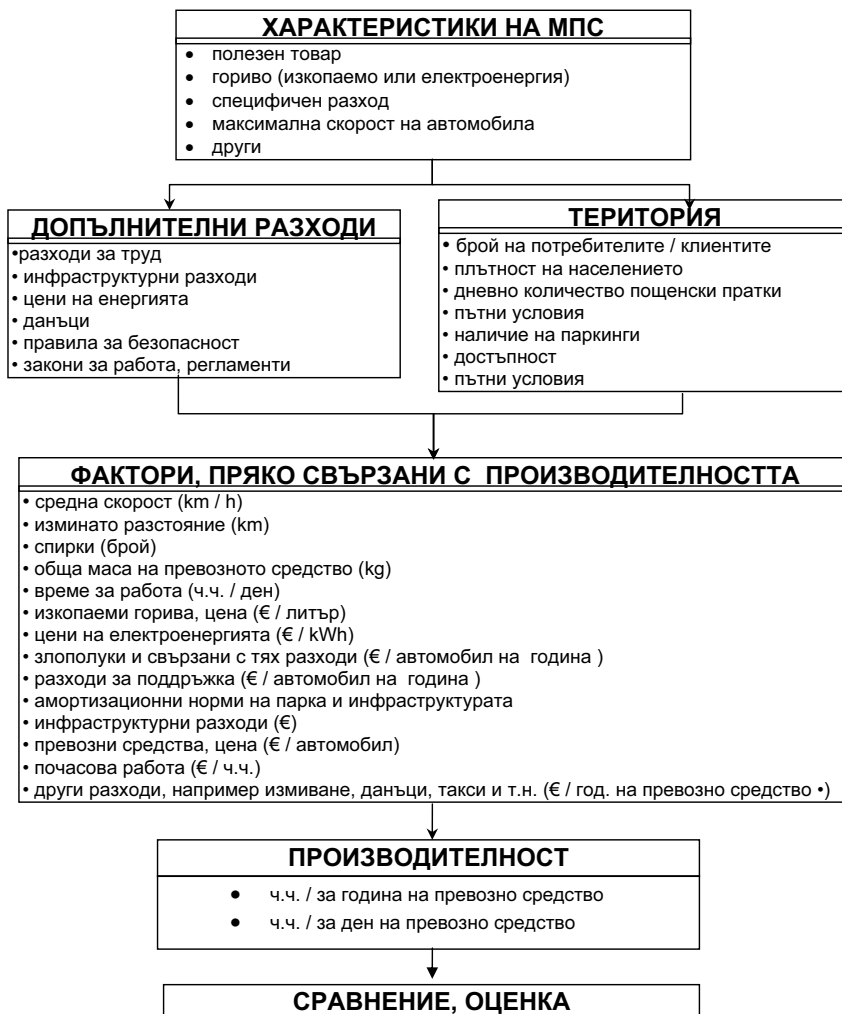 ХАРАКТЕРИСТИКИ НА МПС
• полезен товар
• гориво (изкопаемо или електроенергия)
• специфичен разход
• максимална скорост на автомобила
• други
ДОПЪЛНИТЕЛНИ РАЗХОДИ
•разходи за труд
• инфраструктурни разходи
• цени на енергията
• данъци
• правила за безопасност
• закони за работа, регламенти
ТЕРИТОРИЯ
• брой на потребителите / клиентите
• плътност на населението
• дневно количество пощенски пратки
• пътни условия
• наличие на паркинги
• достъпност
• пътни условия
ФАКТОРИ, ПРЯКО СВЪРЗАНИ С ПРОИЗВОДИТЕЛНОСТТА
• средна скорост (km / h)
• изминато разстояние (km)
• спирки (брой)
• обща маса на превозното средство (kg)
• време за работа (ч.ч. / ден)
• изкопаеми горива, цена (€ / литър)
• цени на електроенергията (€ / kWh)
• злополуки и свързани с тях разходи (€ / автомобил на година )
• разходи за поддръжка (€ / автомобил на година )
• амортизационни норми на парка и инфраструктурата
• инфраструктурни разходи (€)
• превозни средства, цена (€ / автомобил)
• почасова работа (€ / ч.ч.)
• други разходи, например измиване, данъци, такси и т.н. (€ / год. на превозно средство •)
ПРОИЗВОДИТЕЛНОСТ
• ч.ч. / за година на превозно средство
• ч.ч. / за ден на превозно средство
СРАВНЕНИЕ, ОЦЕНКА